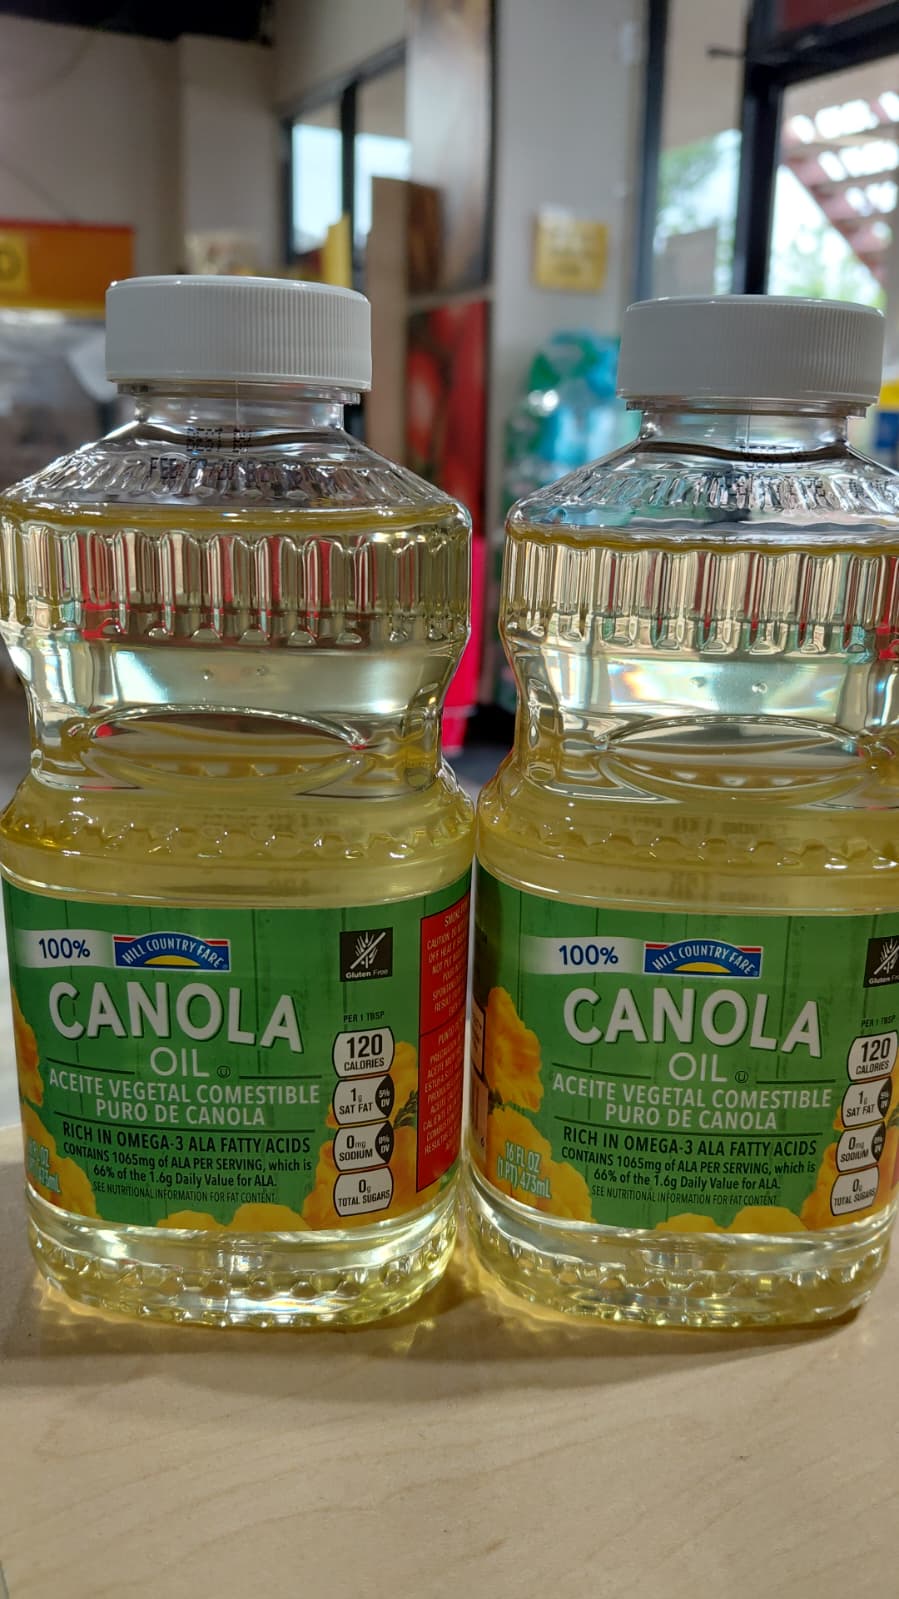 BEST BY
100%
HILL COUNTRY FARE
Gluten Free
CANOLA
OIL
ACEITE VEGETAL COMESTIBLE
PURO DE CANOLA
RICH IN OMEGA-3 ALA FATTY ACIDS
CONTAINS 1065mg of ALA PER SERVING, which is
66% of the 1.6g Daily Value for ALA.
SEE NUTRITIONAL INFORMATION FOR FAT CONTENT
PER 1 TBSP
120
CALORIES
1g
SAT FAT
5%
DV
0mg
SODIUM
0%
DV
0g
TOTAL SUGARS
100%
HILL COUNTRY FARE
Gluten Free
CANOLA
OIL
ACEITE VEGETAL COMESTIBLE
PURO DE CANOLA
RICH IN OMEGA-3 ALA FATTY ACIDS
CONTAINS 1065mg of ALA PER SERVING, which is
66% of the 1.6g Daily Value for ALA.
SEE NUTRITIONAL INFORMATION FOR FAT CONTENT
16 FL OZ
(1 PT) 473mL
PER 1 TBSP
120
CALORIES
1g
SAT FAT
0mg
SODIUM
0g
TOTAL SUGARS